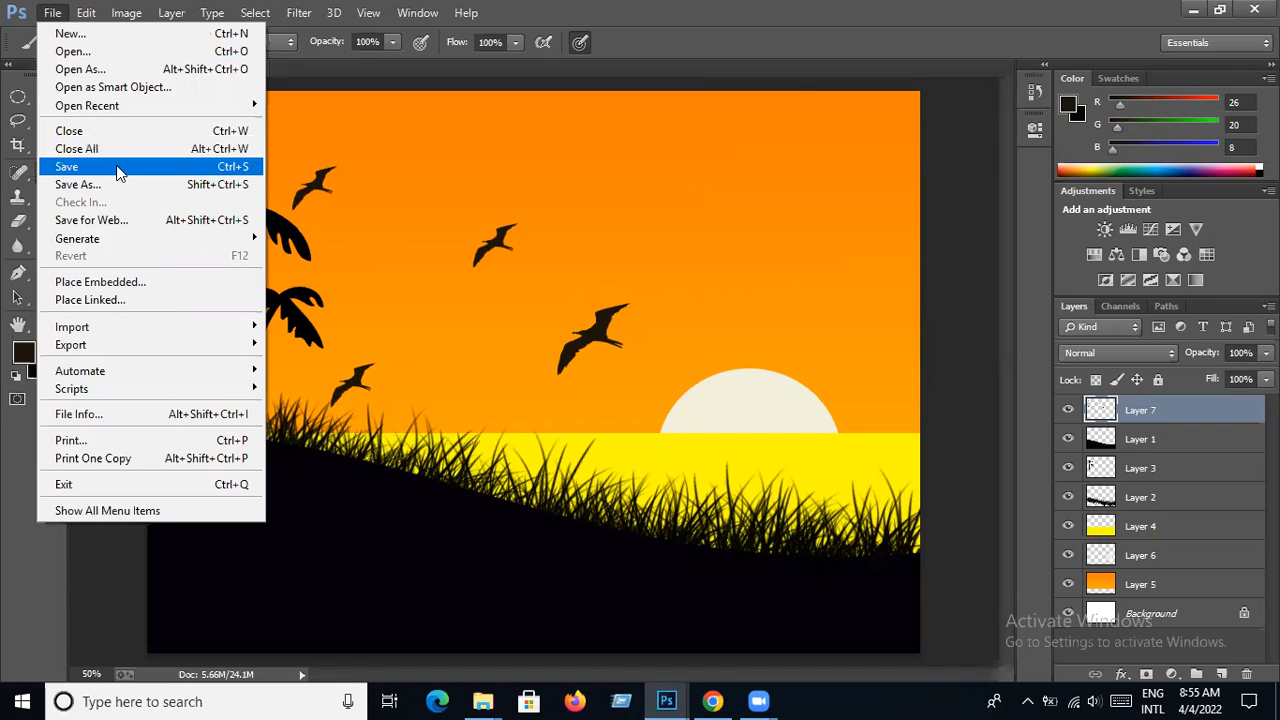 Ps File Edit Image Layer Type Select Filter 3D View Window Help
Opacity: 100% Flow: 100% Essentials
New... Ctrl+N
Open... Ctrl+O
Open As... Alt+Shift+Ctrl+O
Open as Smart Object...
Open Recent
Close Ctrl+W
Close All Alt+Ctrl+W
Save Ctrl+S
Save As... Shift+Ctrl+S
Check In...
Save for Web... Alt+Shift+Ctrl+S
Generate
Revert F12
Place Embedded...
Place Linked...
Import
Export
Automate
Scripts
File Info... Alt+Shift+Ctrl+I
Print... Ctrl+P
Print One Copy Alt+Shift+Ctrl+P
Exit Ctrl+Q
Show All Menu Items
Color Swatches
R 26
G 20
B 8
Adjustments Styles
Add an adjustment
Layers Channels Paths
Kind
Normal Opacity: 100%
Lock: Fill: 100%
Layer 7
Layer 1
Layer 3
Layer 2
Layer 4
Layer 6
Layer 5
Background
Activate Windows
Go to Settings to activate Windows.
50% Doc: 5.66M/24.1M
Type here to search
Ps
ENG
INTL
8:55 AM
4/4/2022